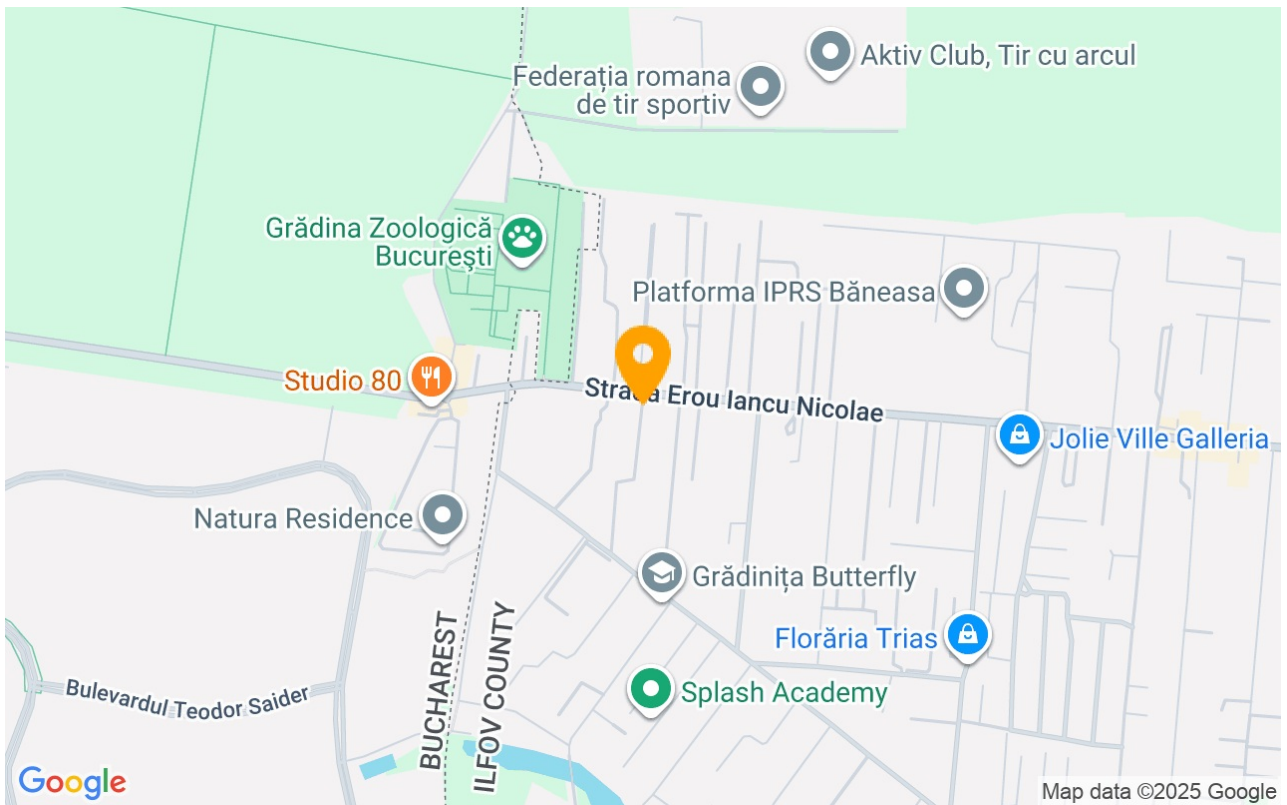 Aktiv Club, Tir cu arcul
Federația romana
de tir sportiv
Grădina Zoologică
București
Platforma IPRS Băneasa
Studio 80
Strada Erou Iancu Nicolae
Jolie Ville Galleria
Natura Residence
Grădinița Butterfly
Florăria Trias
BUCHAREST
ILFOV COUNTY
Bulevardul Teodor Saider
Splash Academy
Google
Map data ©2025 Google